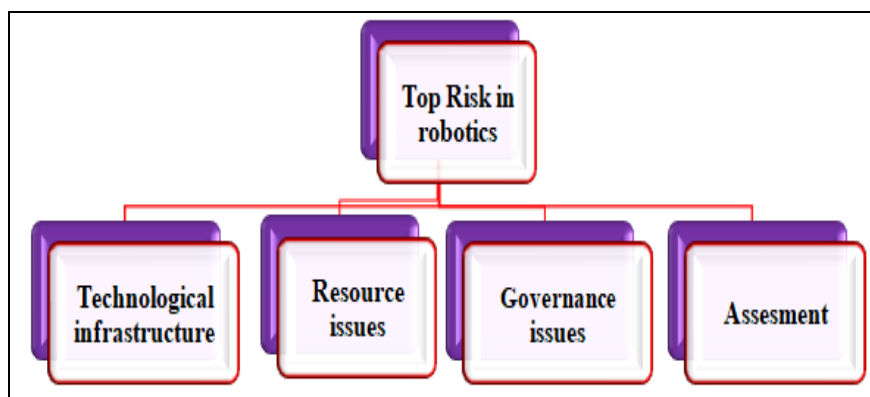 Top Risk in
robotics
Technological
infrastructure
Resource
issues
Governance
issues
Assesment